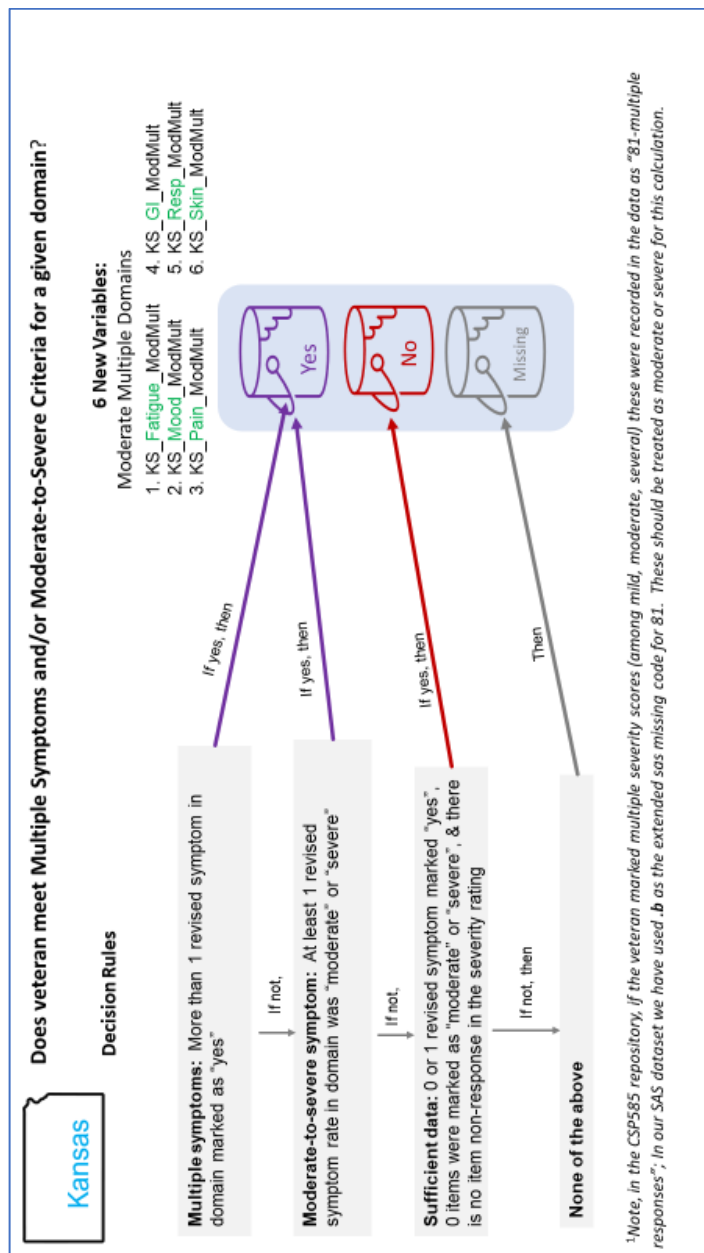 Kansas
Does veteran meet Multiple Symptoms and/or Moderate-to-Severe Criteria for a given domain?
Decision Rules
6 New Variables:
Moderate Multiple Domains
1. KS_Fatigue_ModMult
2. KS_Mood_ModMult
3. KS_Pain_ModMult
4. KS_GI_ModMult
5. KS_Resp_ModMult
6. KS_Skin_ModMult
Multiple symptoms: More than 1 revised symptom in
domain marked as “yes”
If yes, then
Yes
If not,
Moderate-to-severe symptom: At least 1 revised
symptom rate in domain was “moderate” or “severe”
If yes, then
If not,
Sufficient data: 0 or 1 revised symptom marked “yes”,
0 items were marked as “moderate” or “severe”, & there
is no item non-response in the severity rating
If yes, then
No
If not, then
None of the above
Then
Missing
¹Note, in the CSP585 repository, if the veteran marked multiple severity scores (among mild, moderate, several) these were recorded in the data as “81-multiple
responses”; In our SAS dataset we have used .b as the extended sas missing code for 81. These should be treated as moderate or severe for this calculation.